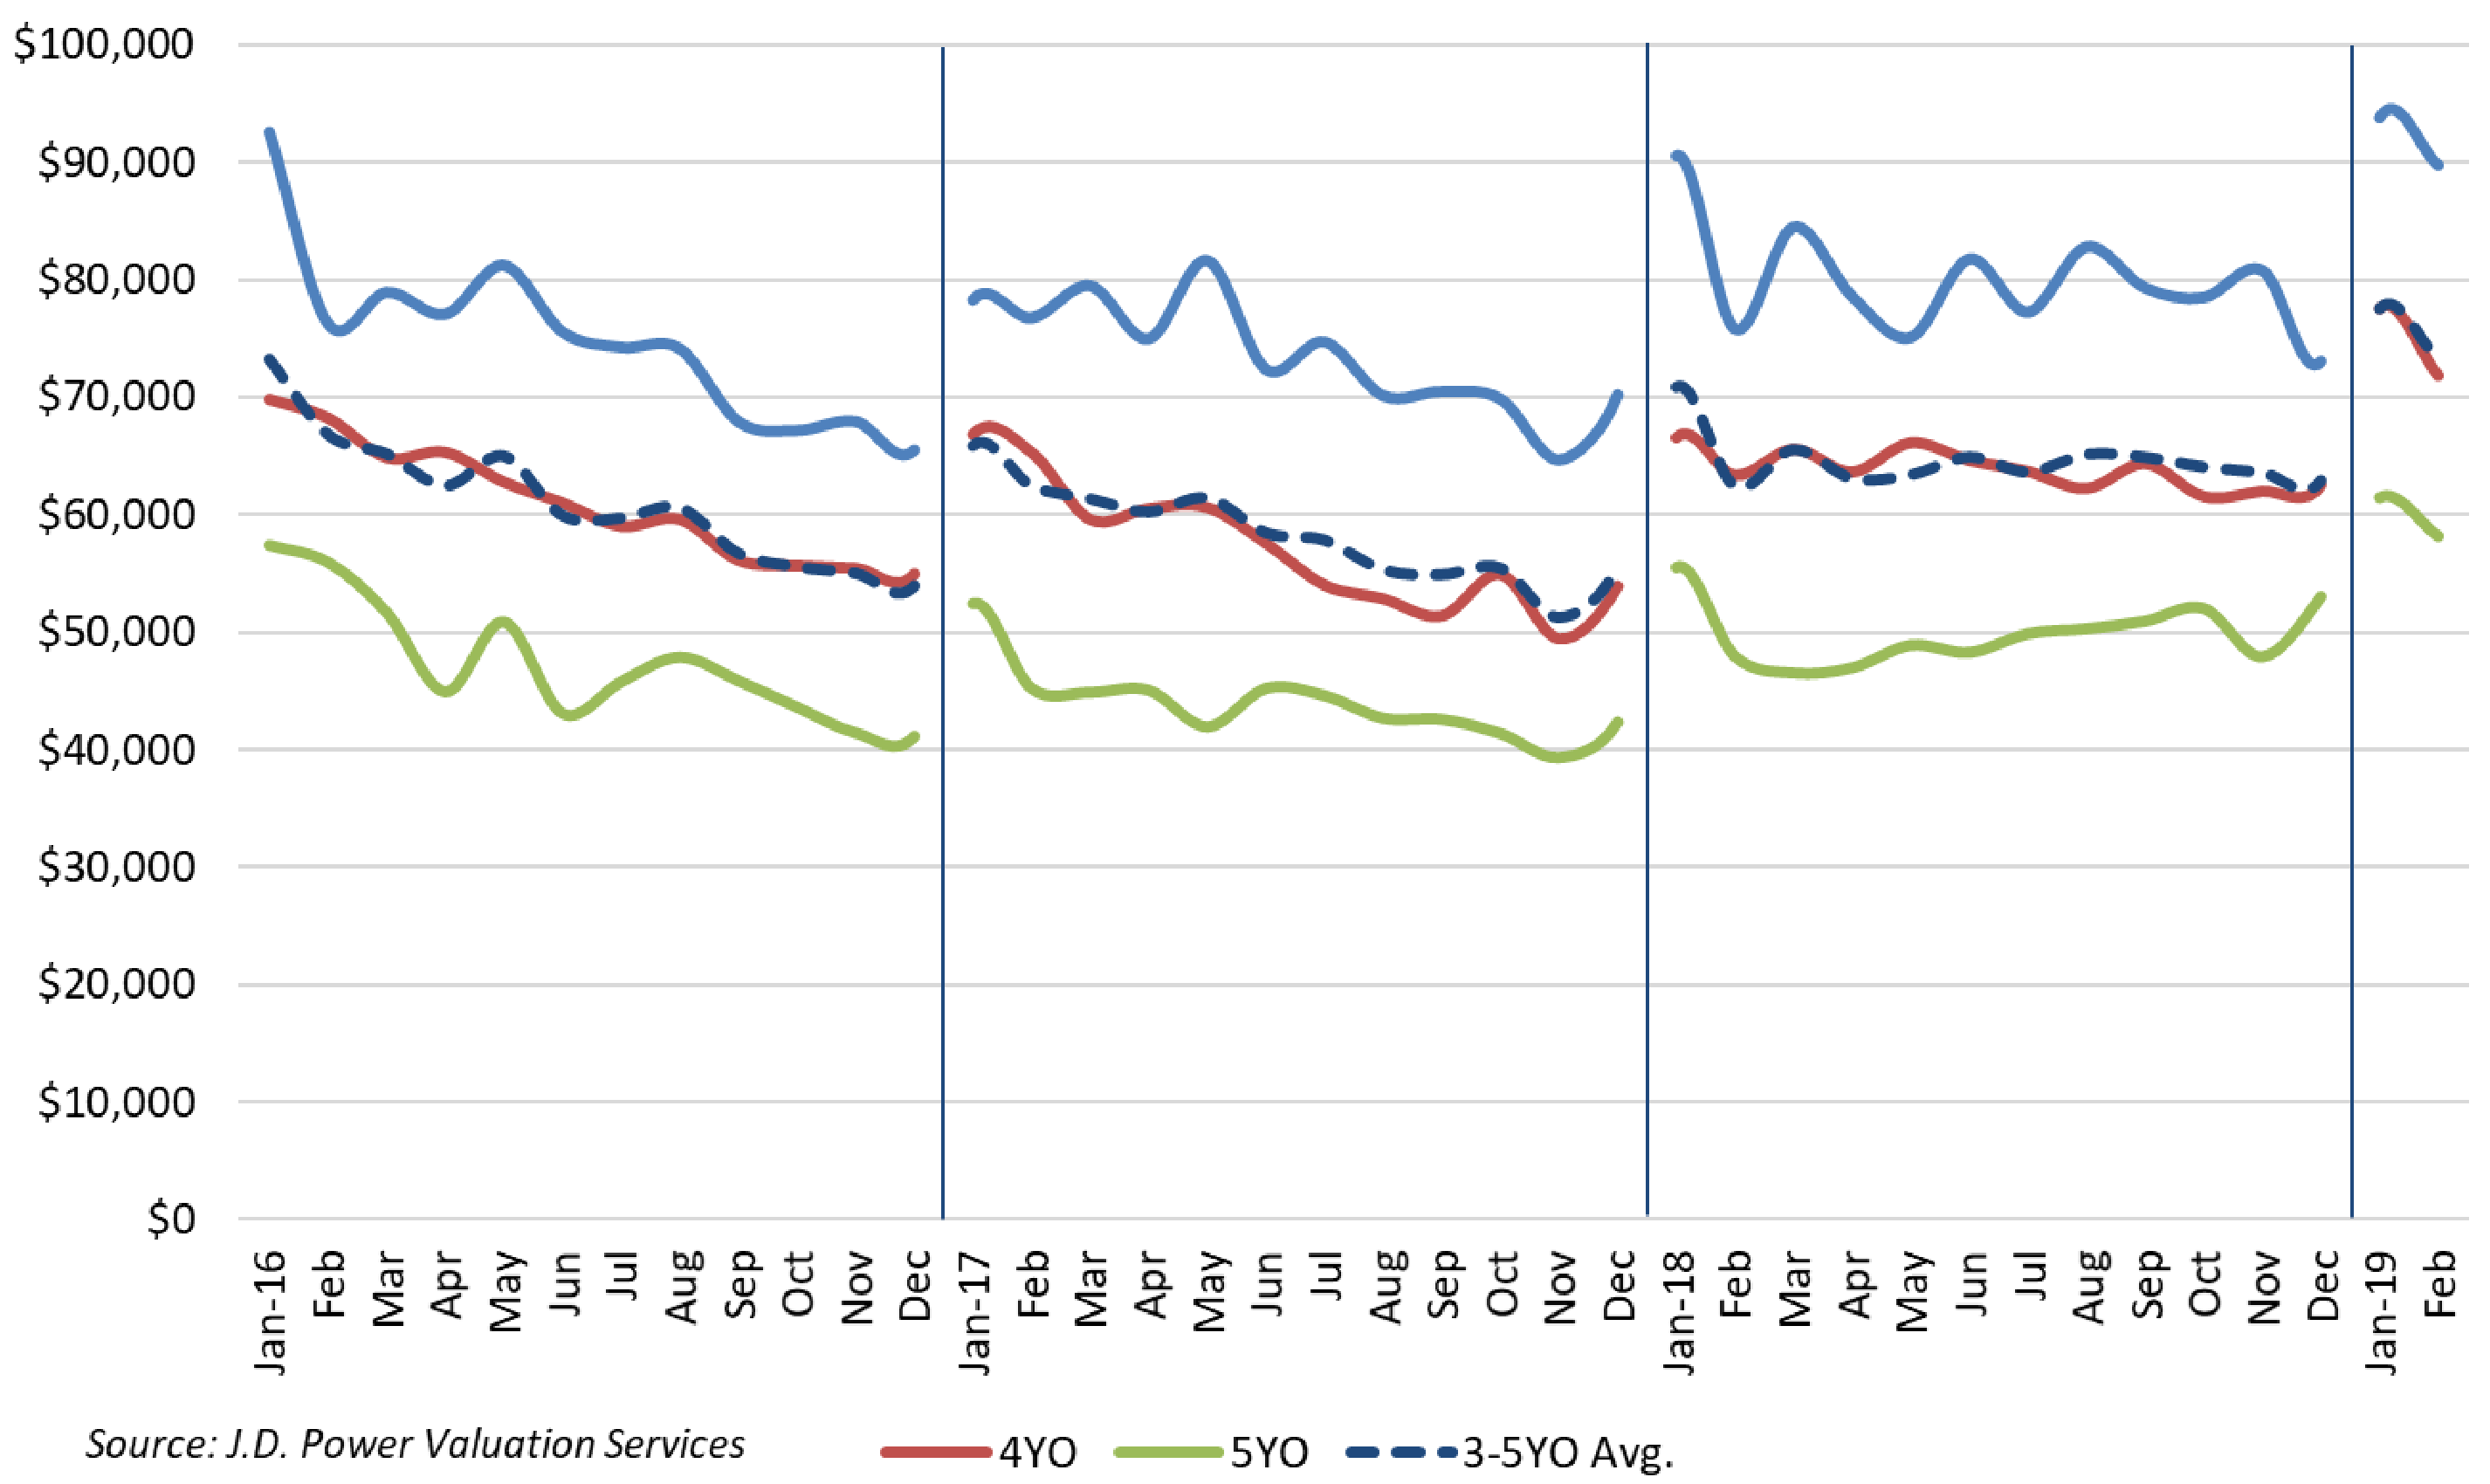 $100,000
$90,000
$80,000
$70,000
$60,000
$50,000
$40,000
$30,000
$20,000
$10,000
$0
Jan-16
Feb
Mar
Apr
May
Jun
Jul
Aug
Sep
Oct
Nov
Dec
Jan-17
Feb
Mar
Apr
May
Jun
Jul
Aug
Sep
Oct
Nov
Dec
Jan-18
Feb
Mar
Apr
May
Jun
Jul
Aug
Sep
Oct
Nov
Dec
Jan-19
Feb
Source: J.D. Power Valuation Services
4YO
5YO
3-5YO Avg.